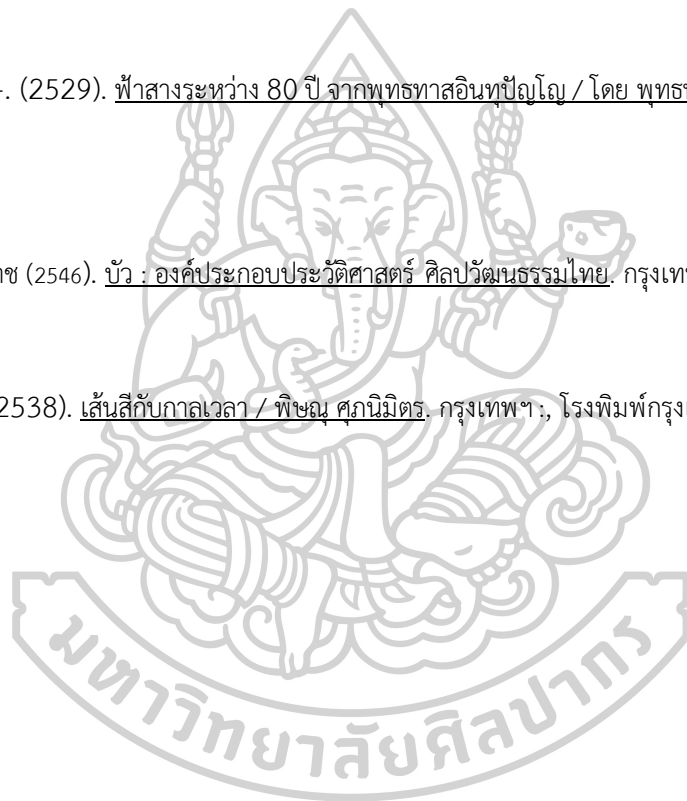 -. (2529). ฟ้าสางระหว่าง 80 ปี จากพุทธทาสอินทปัญโญ / โดย
าช (2546). บัว : องค์ประกอบประวัติศาสตร์ ศิลปวัฒนธรรมไทย. กรุงเทพ
2538). เส้นสีกับกาลเวลา / พิษณุ ศุภนิมิตร. กรุงเทพฯ :, โรงพิมพ์กรุง
มหาวิทยาลัยศิลปากร